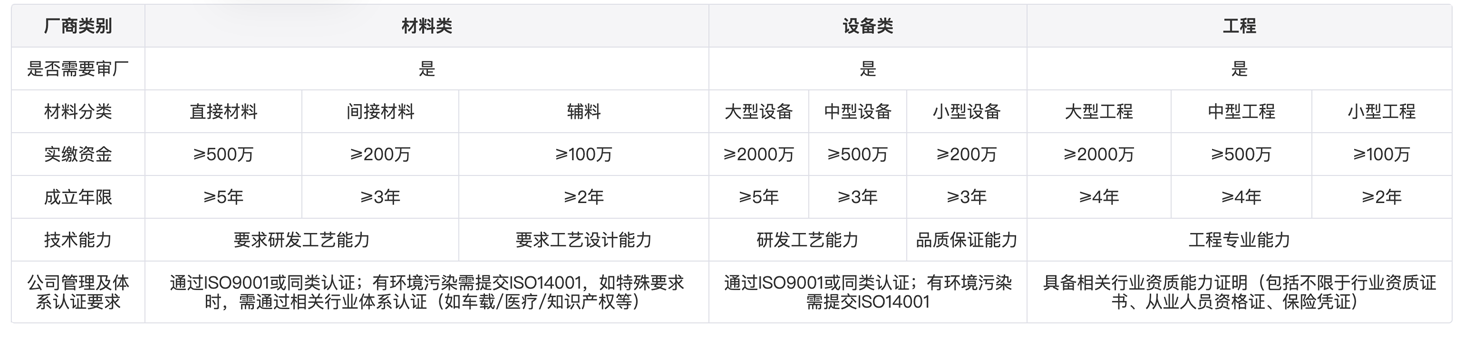 厂商类别 材料类 设备类 工程
是否需要审厂 是 是 是
材料分类 直接材料 间接材料 辅料 大型设备 中型设备 小型设备 大型工程 中型工程 小型工程
实缴资金 ≥500万 ≥200万 ≥100万 ≥2000万 ≥500万 ≥200万 ≥2000万 ≥500万 ≥100万
成立年限 ≥5年 ≥3年 ≥2年 ≥5年 ≥3年 ≥3年 ≥4年 ≥4年 ≥2年
技术能力 要求研发工艺能力 要求工艺设计能力 研发工艺能力 品质保证能力 工程专业能力
公司管理及体
系认证要求
通过ISO9001或同类认证；有环境污染需提交ISO14001，如特殊要求
时，需通过相关行业体系认证（如车载/医疗/知识产权等）
通过ISO9001或同类认证；有环境污染
需提交ISO14001
具备相关行业资质能力证明（包括不限于行业资质证
书、从业人员资格证、保险凭证）